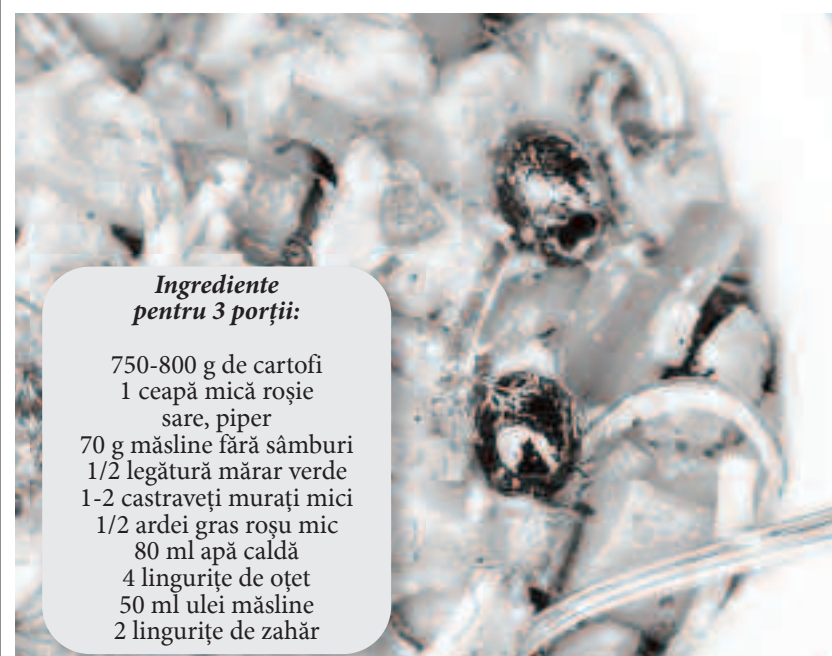 Ingrediente
pentru 3 porții:
750-800 g de cartofi
1 ceapă mică roșie
sare, piper
70 g măsline fără sâmburi
1/2 legătură mărar verde
1-2 castraveți murați mici
1/2 ardei gras roșu mic
80 ml apă caldă
4 lingurițe de oțet
50 ml ulei măsline
2 lingurițe de zahăr